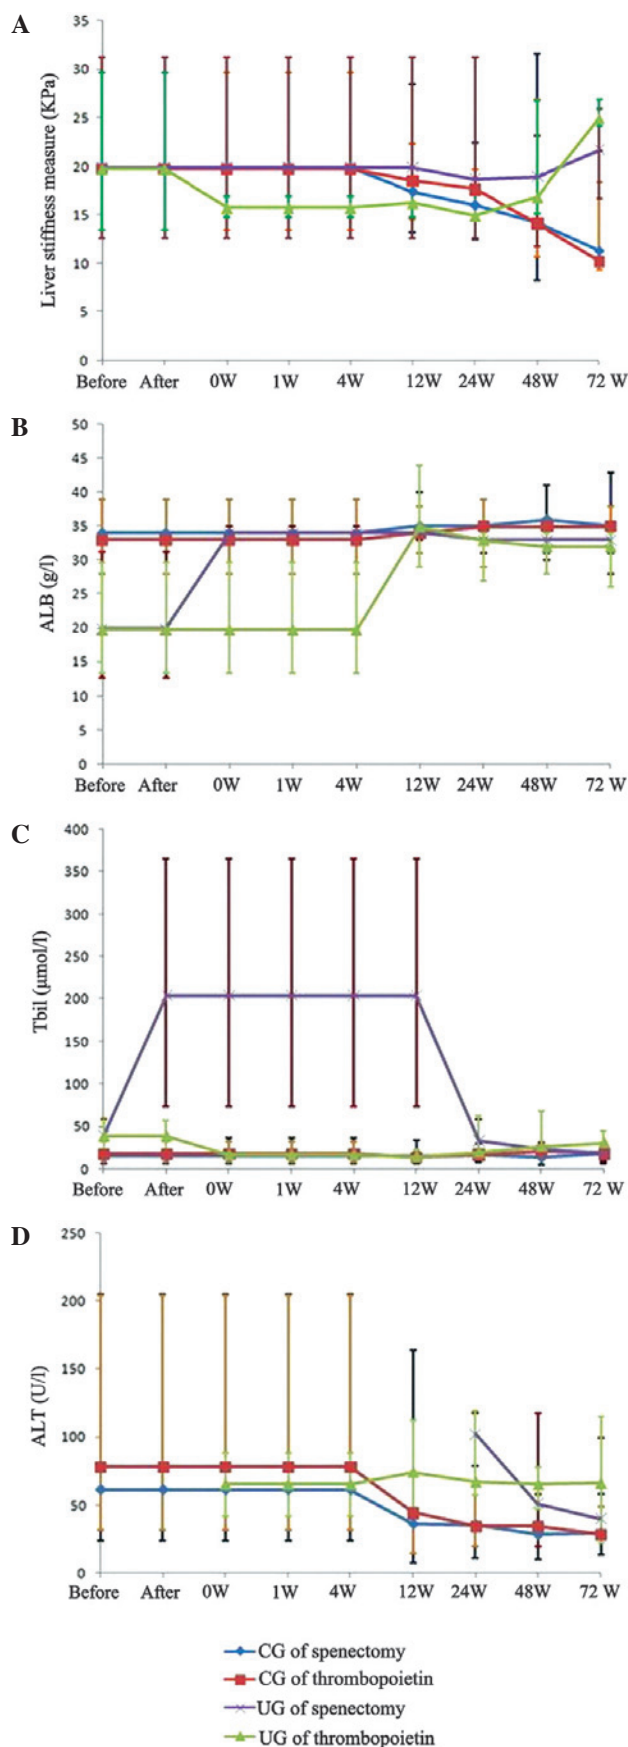 A
Liver stiffness measure (KPa)
35
30
25
20
15
10
5
0
Before After 0W 1W 4W 12W 24W 48W 72 W
B
ALB (g/l)
50
45
40
35
30
25
20
15
10
5
0
Before After 0W 1W 4W 12W 24W 48W 72 W
C
Tbil (µmol/l)
400
350
300
250
200
150
100
50
0
Before After 0W 1W 4W 12W 24W 48W 72 W
D
ALT (U/l)
250
200
150
100
50
0
Before After 0W 1W 4W 12W 24W 48W 72 W
CG of spenectomy
CG of thrombopoietin
UG of spenectomy
UG of thrombopoietin